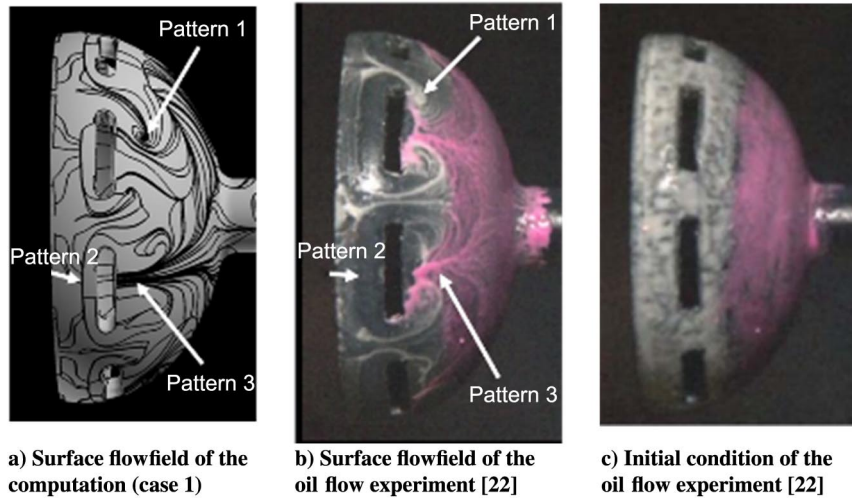 Pattern 1
Pattern 2
Pattern 3
Pattern 1
Pattern 2
Pattern 3
a) Surface flowfield of the
computation (case 1)
b) Surface flowfield of the
oil flow experiment [22]
c) Initial condition of the
oil flow experiment [22]